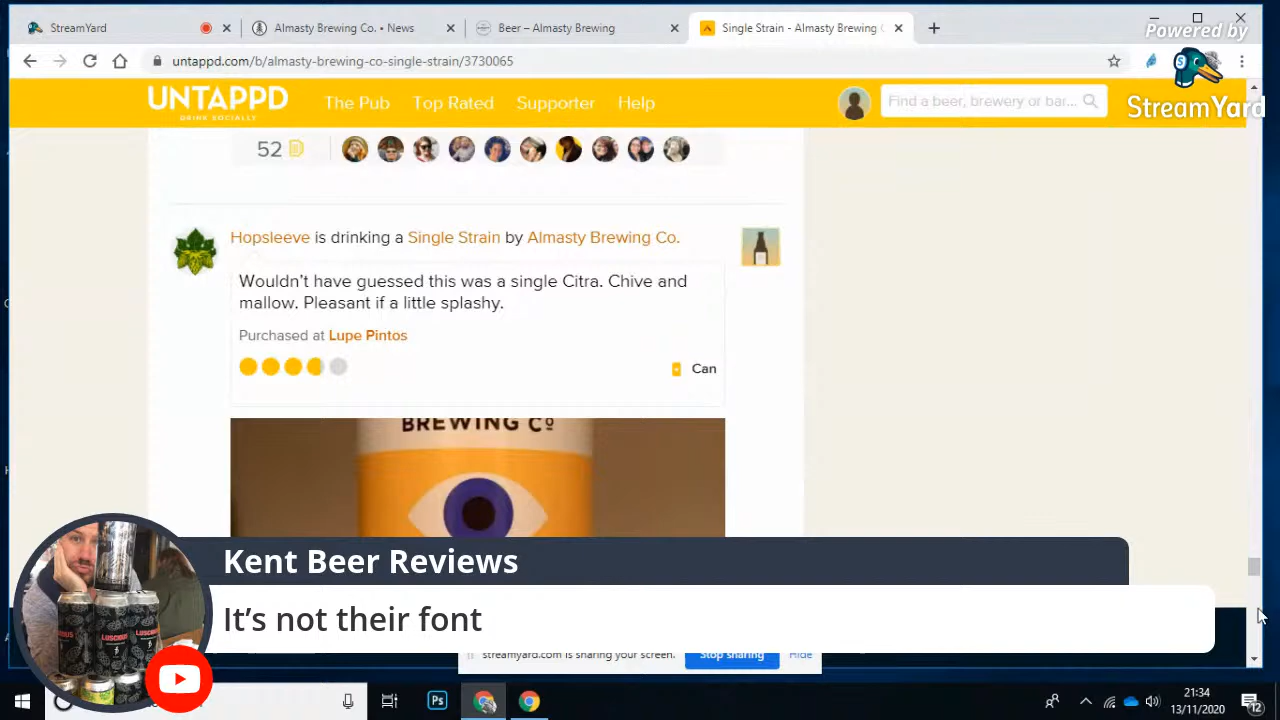 StreamYard
Almasty Brewing Co. • News
Beer – Almasty Brewing
Single Strain - Almasty Brewing
Powered by
StreamYard
untappd.com/b/almasty-brewing-co-single-strain/3730065
UNTAPPD
DRINK SOCIALLY
The Pub
Top Rated
Supporter
Help
Find a beer, brewery or bar...
52
Hopsleeve is drinking a Single Strain by Almasty Brewing Co.
Wouldn't have guessed this was a single Citra. Chive and
mallow. Pleasant if a little splashy.
Purchased at Lupe Pintos
Can
BREWING Co
Kent Beer Reviews
It's not their font
LUSCIOUS
streamyard.com is sharing your screen.
Stop sharing
Hide
Ps
21:34
13/11/2020
12